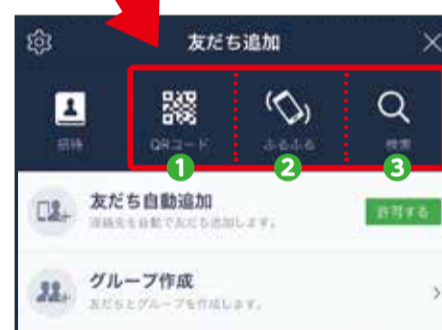 友だち追加
招待
QRコード
ふるふる
検索
1
2
3
友だち自動追加
連絡先を自動で友だち追加します。
許可する
グループ作成
友だちとグループを作成します。